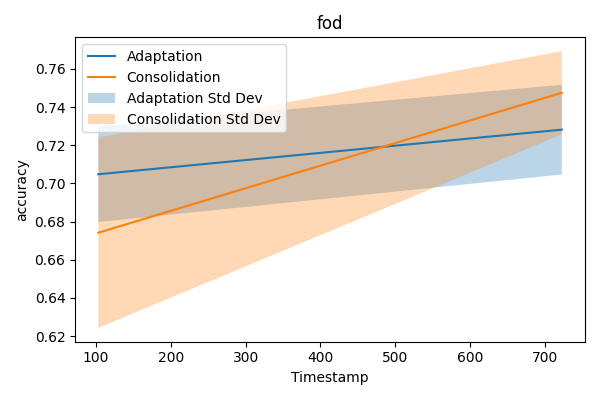 fod
Adaptation
Consolidation
Adaptation Std Dev
Consolidation Std Dev
accuracy
0.76
0.74
0.72
0.70
0.68
0.66
0.64
0.62
100 200 300 400 500 600 700
Timestamp